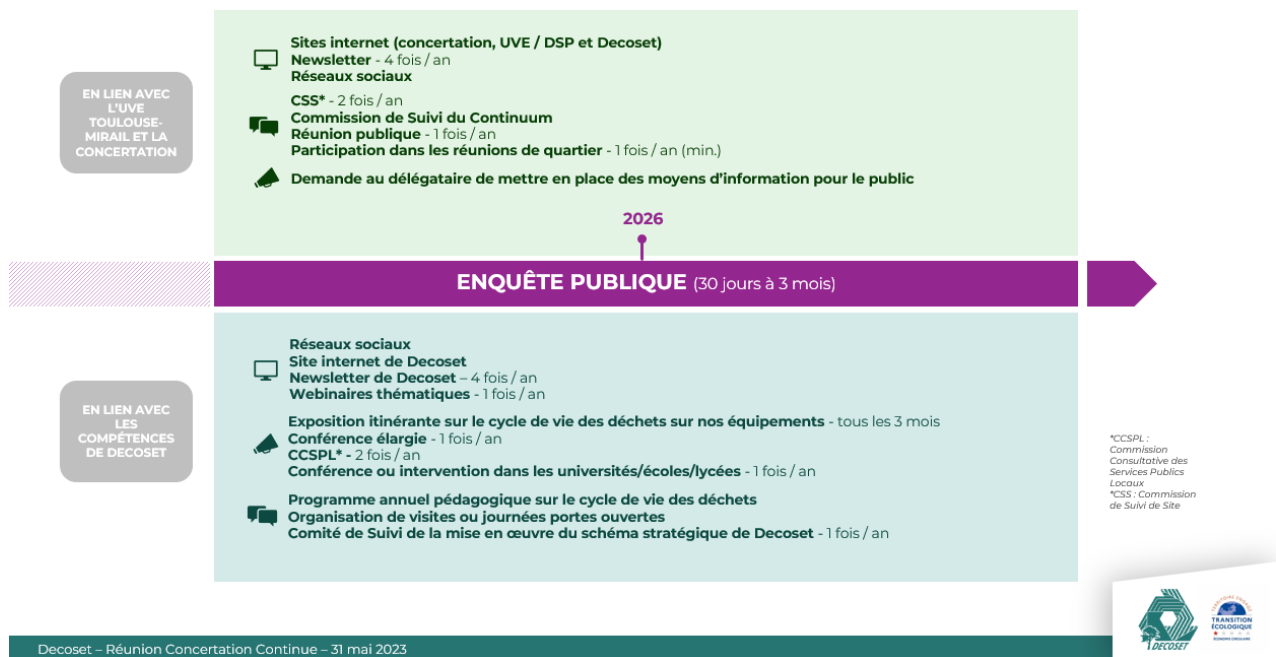 EN LIEN AVEC
L'UVE
TOULOUSE-
MIRAIL ET LA
CONCERTATION
Sites internet (concertation, UVE / DSP et Decoset)
Newsletter - 4 fois / an
Réseaux sociaux
CSS* - 2 fois / an
Commission de Suivi du Continuum
Réunion publique - 1 fois / an
Participation dans les réunions de quartier - 1 fois / an (min.)
Demande au délégataire de mettre en place des moyens d'information pour le public
2026
ENQUÊTE PUBLIQUE (30 jours à 3 mois)
EN LIEN AVEC
LES
COMPÉTENCES
DE DECOSET
Réseaux sociaux
Site internet de Decoset
Newsletter de Decoset – 4 fois / an
Webinaires thématiques - 1 fois / an
Exposition itinérante sur le cycle de vie des déchets sur nos équipements - tous les 3 mois
Conférence élargie - 1 fois / an
CCSPL* - 2 fois / an
Conférence ou intervention dans les universités/écoles/lycées - 1 fois / an
Programme annuel pédagogique sur le cycle de vie des déchets
Organisation de visites ou journées portes ouvertes
Comité de Suivi de la mise en œuvre du schéma stratégique de Decoset - 1 fois / an
*CCSPL :
Commission
Consultative des
Services Publics
Locaux
*CSS : Commission
de Suivi de Site
Decoset – Réunion Concertation Continue – 31 mai 2023
DECOSET
TERRITOIRE ENGAGÉ
TRANSITION
ÉCOLOGIQUE
ÉCONOMIE CIRCULAIRE